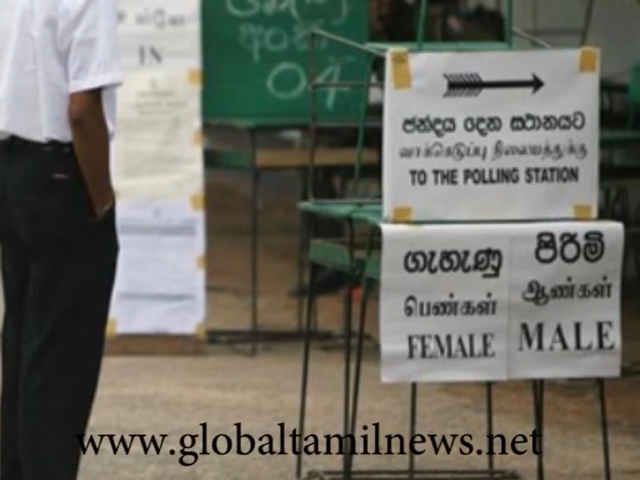 IN
04
ඡන්දය දෙන ස්ථානයට
வாக்கெடுப்பு நிலையத்துக்கு
TO THE POLLING STATION
ගැහැණු
பெண்கள்
FEMALE
පිරිමි
ஆண்கள்
MALE
www.globaltamilnews.net